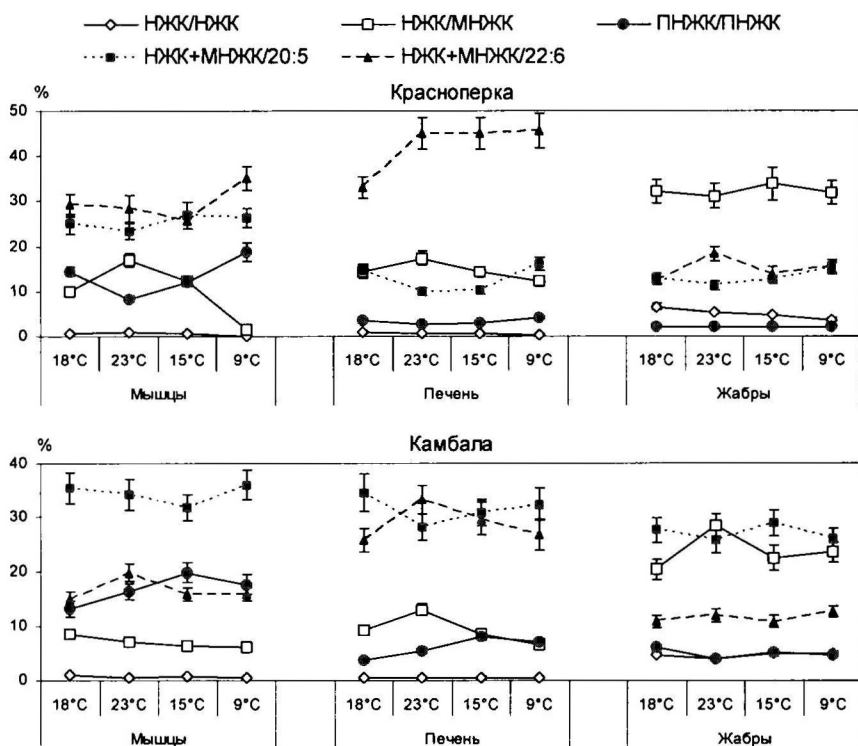 НЖК/НЖК НЖК/МНЖК ПНЖК/ПНЖК
НЖК+МНЖК/20:5 НЖК+МНЖК/22:6
% Красноперка
50
40
30
20
10
0
18°C 23°C 15°C 9°C 18°C 23°C 15°C 9°C 18°C 23°C 15°C 9°C
Мышцы Печень Жабры
% Камбала
40
30
20
10
0
18°C 23°C 15°C 9°C 18°C 23°C 15°C 9°C 18°C 23°C 15°C 9°C
Мышцы Печень Жабры